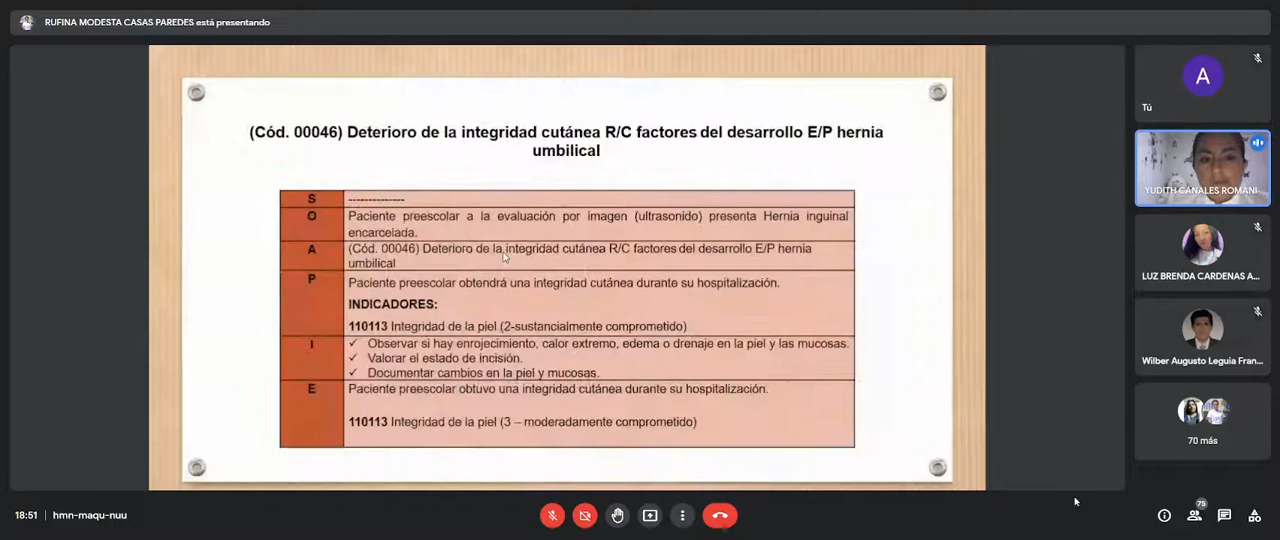 RUFINA MODESTA CASAS PAREDES está presentando
(Cód. 00046) Deterioro de la integridad cutánea R/C factores del desarrollo E/P hernia
umbilical
S
---------------
O
Paciente preescolar a la evaluación por imagen (ultrasonido) presenta Hernia inguinal
encarcelada.
A
(Cód. 00046) Deterioro de la integridad cutánea R/C factores del desarrollo E/P hernia
umbilical
P
Paciente preescolar obtendrá una integridad cutánea durante su hospitalización.
INDICADORES:
110113 Integridad de la piel (2-sustancialmente comprometido)
I
✓ Observar si hay enrojecimiento, calor extremo, edema o drenaje en la piel y las mucosas.
✓ Valorar el estado de incisión.
✓ Documentar cambios en la piel y mucosas.
E
Paciente preescolar obtuvo una integridad cutánea durante su hospitalización.
110113 Integridad de la piel (3 – moderadamente comprometido)
A
Tú
YUDITH CANALES ROMANI
LUZ BRENDA CARDENAS A...
Wilber Augusto Leguia Fran...
70 más
18:51 hmn-maqu-nuu
75